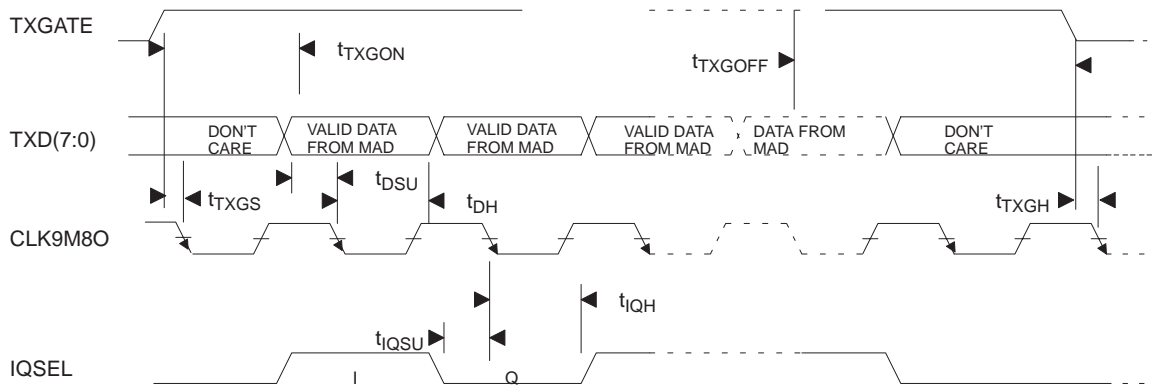 TXGATE
tTXGON
tTXGOFF
TXD(7:0)
DON'T
CARE
VALID DATA
FROM MAD
VALID DATA
FROM MAD
VALID DATA
FROM MAD
DATA FROM
MAD
DON'T
CARE
tTXGS
tDSU
tDH
tTXGH
CLK9M8O
tIQH
tIQSU
IQSEL
I
Q